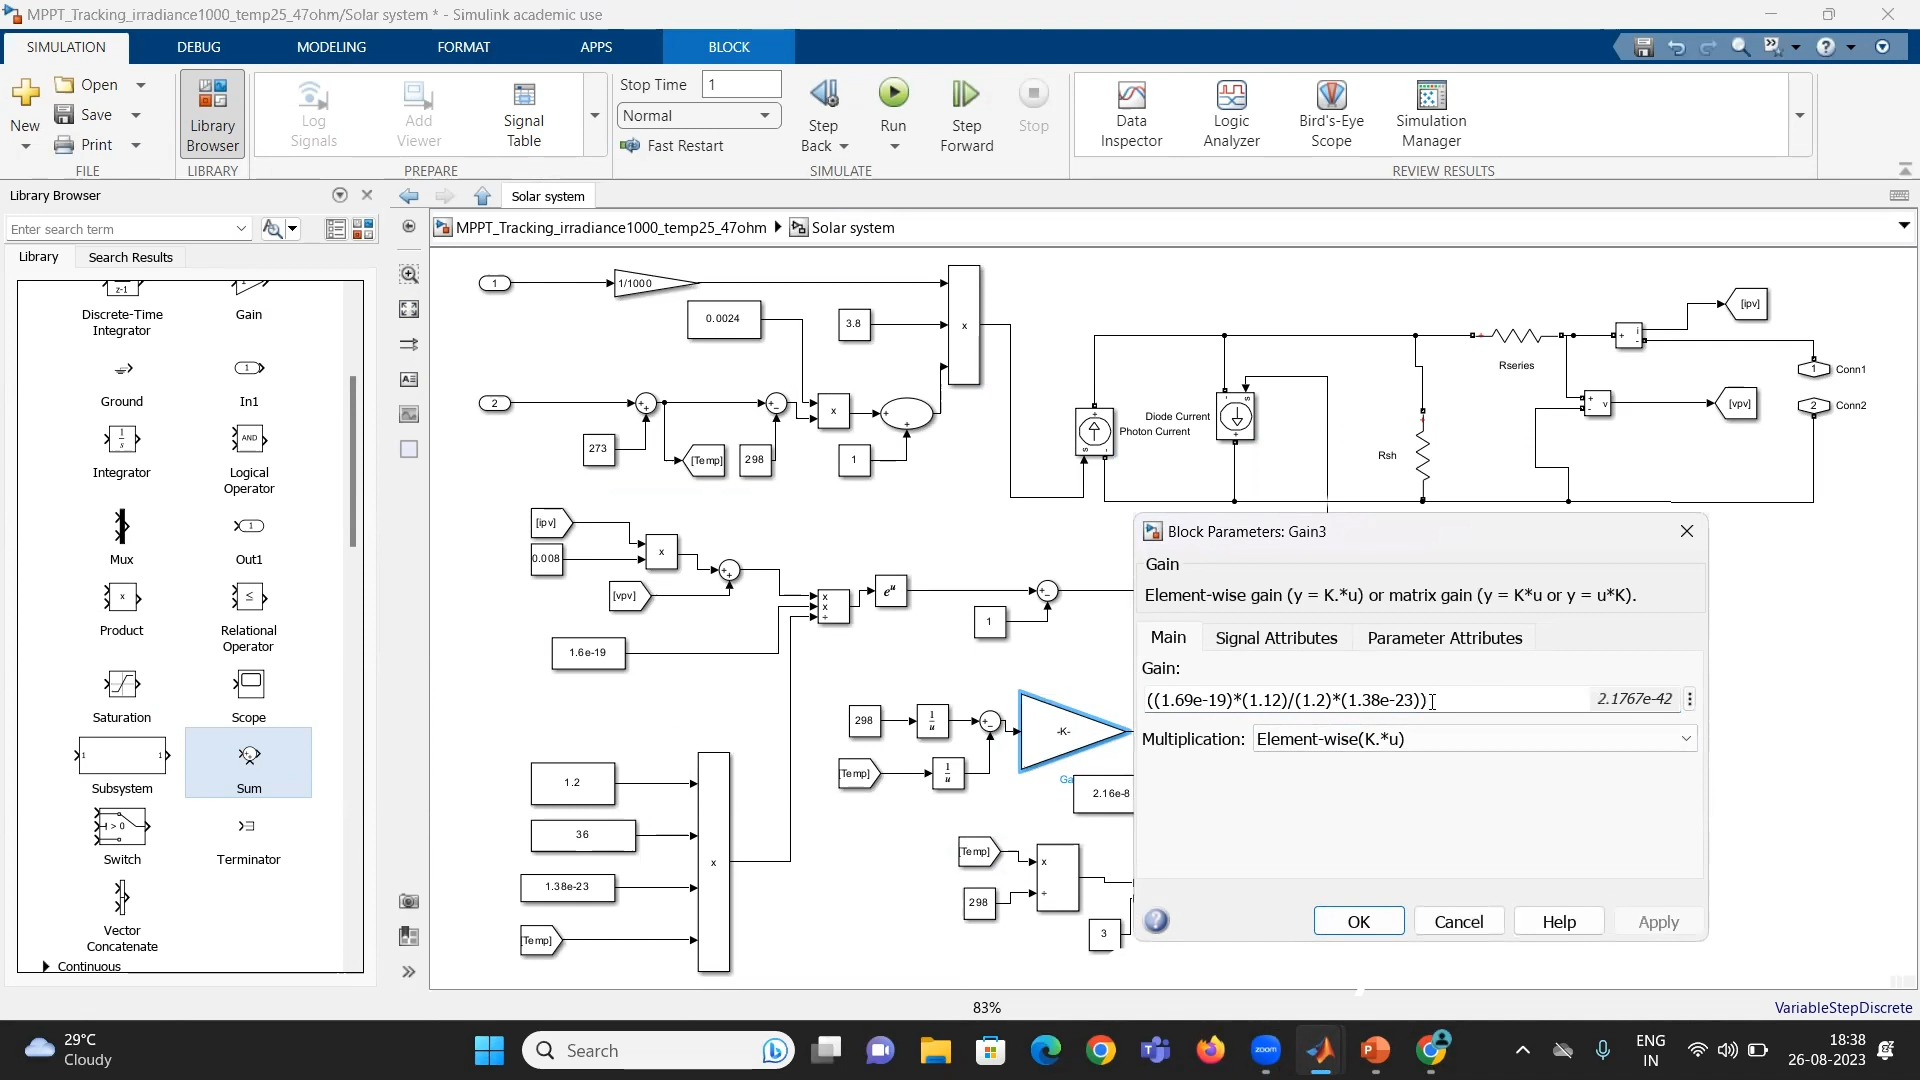 MPPT_Tracking_irradiance1000_temp25_47ohm/Solar system * - Simulink academic use
SIMULATION DEBUG MODELING FORMAT APPS BLOCK
New
Open
Save
Print
FILE
Library Browser
LIBRARY
Log Signals
Add Viewer
Signal Table
PREPARE
Stop Time 1
Normal
Fast Restart
Step Back
Run
Step Forward
Stop
SIMULATE
Data Inspector
Logic Analyzer
Bird's-Eye Scope
Simulation Manager
REVIEW RESULTS
Library Browser
Enter search term
Library Search Results
Discrete-Time Integrator
Gain
Ground
In1
Integrator
Logical Operator
Mux
Out1
Product
Relational Operator
Saturation
Scope
Subsystem
Sum
Switch
Terminator
Vector Concatenate
Continuous
Solar system
MPPT_Tracking_irradiance1000_temp25_47ohm Solar system
1
1/1000
0.0024
3.8
x
2
273
[Temp]
298
x
1
Photon Current
Diode Current
Rsh
Rseries
[ipv]
[vpv]
1 Conn1
2 Conn2
[ipv]
0.008
x
[vpv]
1.6e-19
eᵘ
1
298
1/u
[Temp]
1/u
-K-
Ga
2.16e-8
1.2
36
1.38e-23
[Temp]
x
[Temp]
298
3
Block Parameters: Gain3
Gain
Element-wise gain (y = K.*u) or matrix gain (y = K*u or y = u*K).
Main Signal Attributes Parameter Attributes
Gain:
((1.69e-19)*(1.12)/(1.2)*(1.38e-23)) 2.1767e-42
Multiplication: Element-wise(K.*u)
OK Cancel Help Apply
83%
VariableStepDiscrete
29°C
Cloudy
Search
zoom
ENG
IN
18:38
26-08-2023